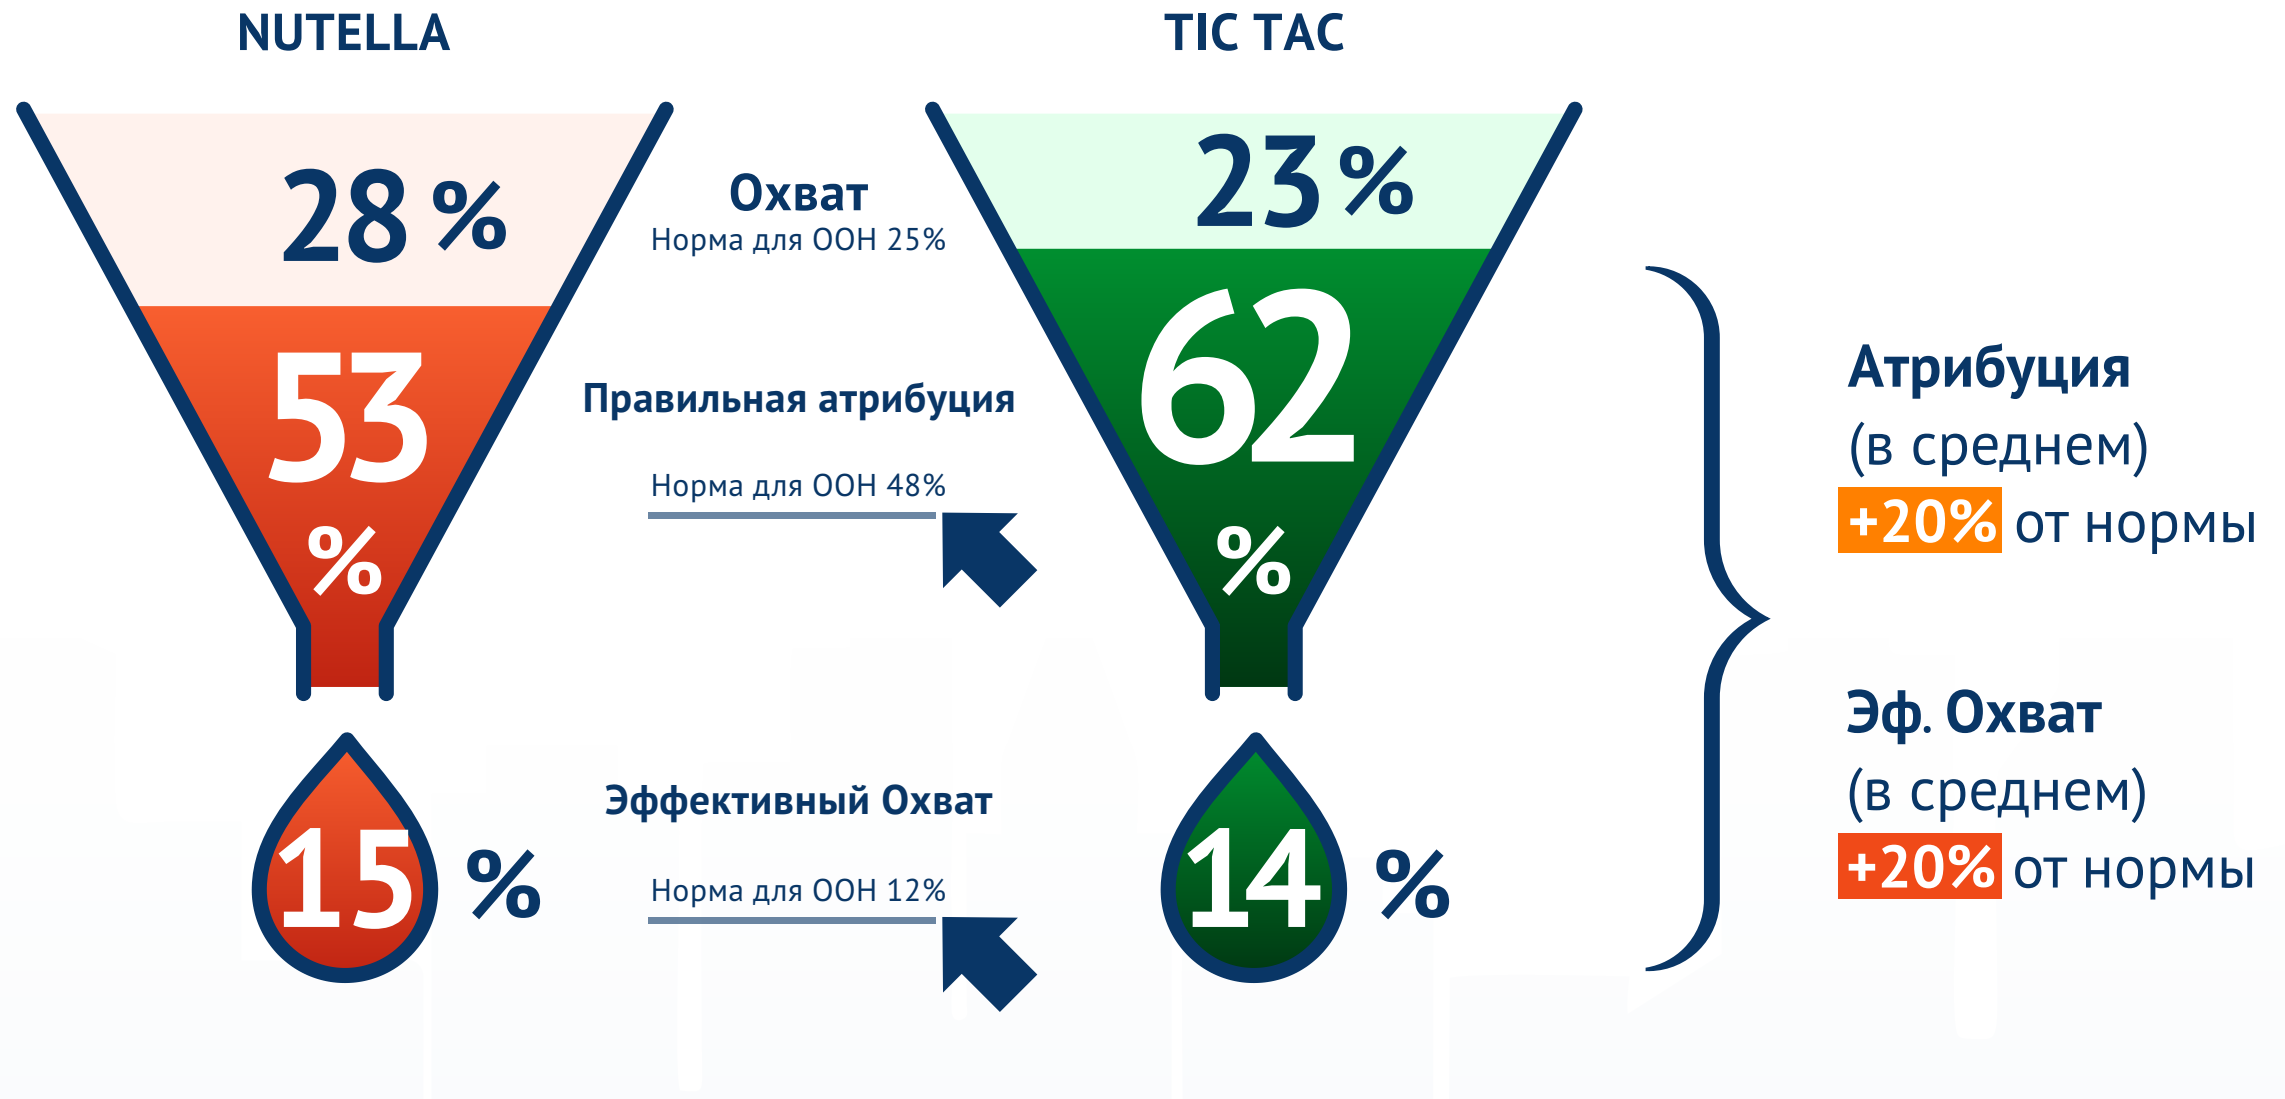 NUTELLA
28 %
53
%
15 %
Охват
Норма для ООН 25%
Правильная атрибуция
Норма для ООН 48%
Эффективный Охват
Норма для ООН 12%
TIC TAC
23 %
62
%
14 %
Атрибуция
(в среднем)
+20% от нормы
Эф. Охват
(в среднем)
+20% от нормы